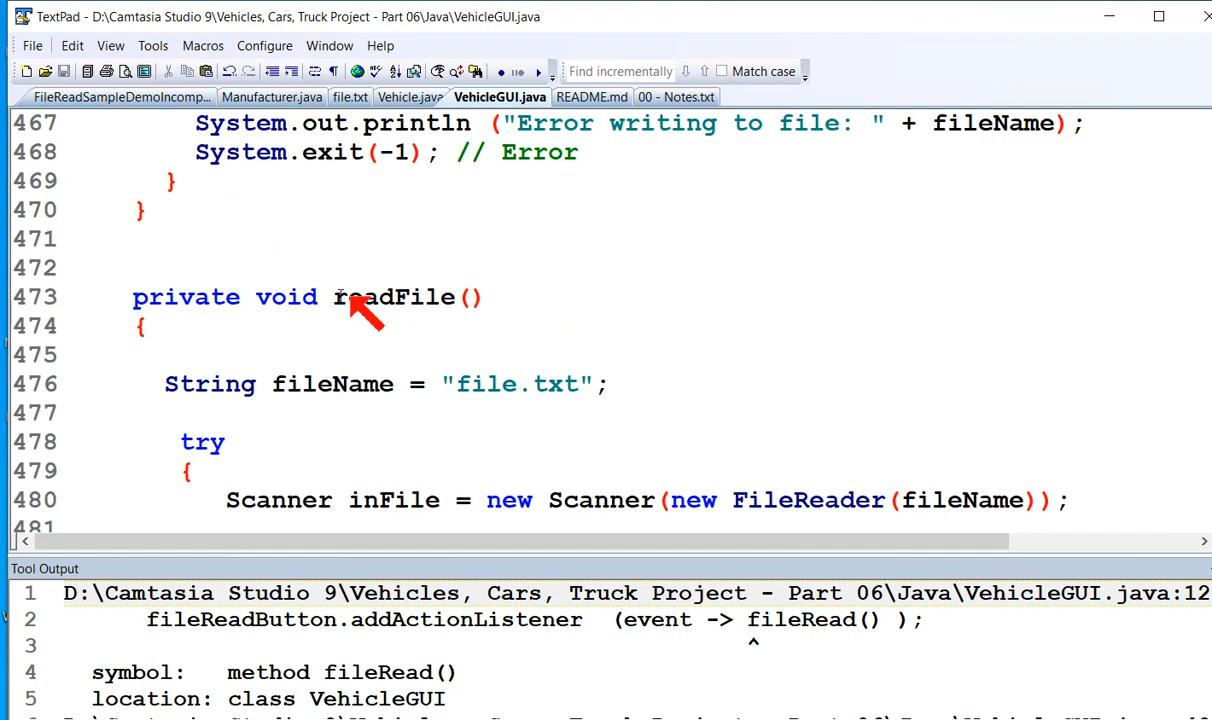 TextPad - D:\Camtasia Studio 9\Vehicles, Cars, Truck Project - Part 06\Java\VehicleGUI.java
File Edit View Tools Macros Configure Window Help
Find incrementally Match case
FileReadSampleDemoIncomp... Manufacturer.java file.txt Vehicle.java VehicleGUI.java README.md 00 - Notes.txt
467 System.out.println ("Error writing to file: " + fileName);
468 System.exit(-1); // Error
469 }
470 }
471
472
473 private void readFile()
474 {
475
476 String fileName = "file.txt";
477
478 try
479 {
480 Scanner inFile = new Scanner(new FileReader(fileName));
481
Tool Output
1 D:\Camtasia Studio 9\Vehicles, Cars, Truck Project - Part 06\Java\VehicleGUI.java:12
2 fileReadButton.addActionListener (event -> fileRead() );
3 ^
4 symbol: method fileRead()
5 location: class VehicleGUI